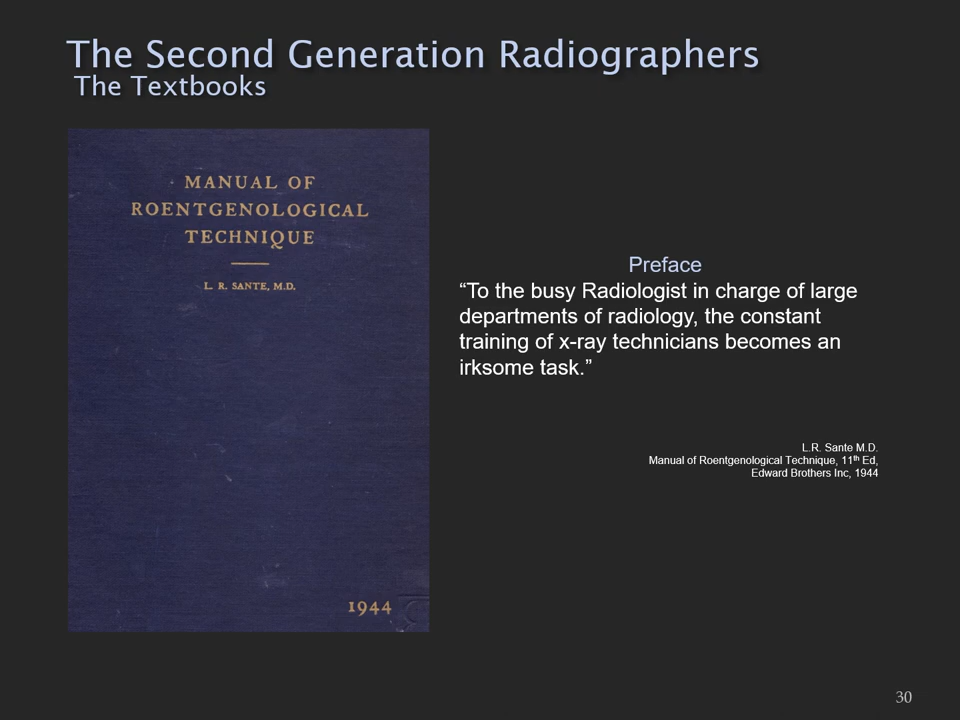 The Second Generation Radiographers
The Textbooks
MANUAL OF
ROENTGENOLOGICAL
TECHNIQUE
L. R. SANTE, M.D.
1944
Preface
“To the busy Radiologist in charge of large
departments of radiology, the constant
training of x-ray technicians becomes an
irksome task.”
L.R. Sante M.D.
Manual of Roentgenological Technique, 11th Ed,
Edward Brothers Inc, 1944
30